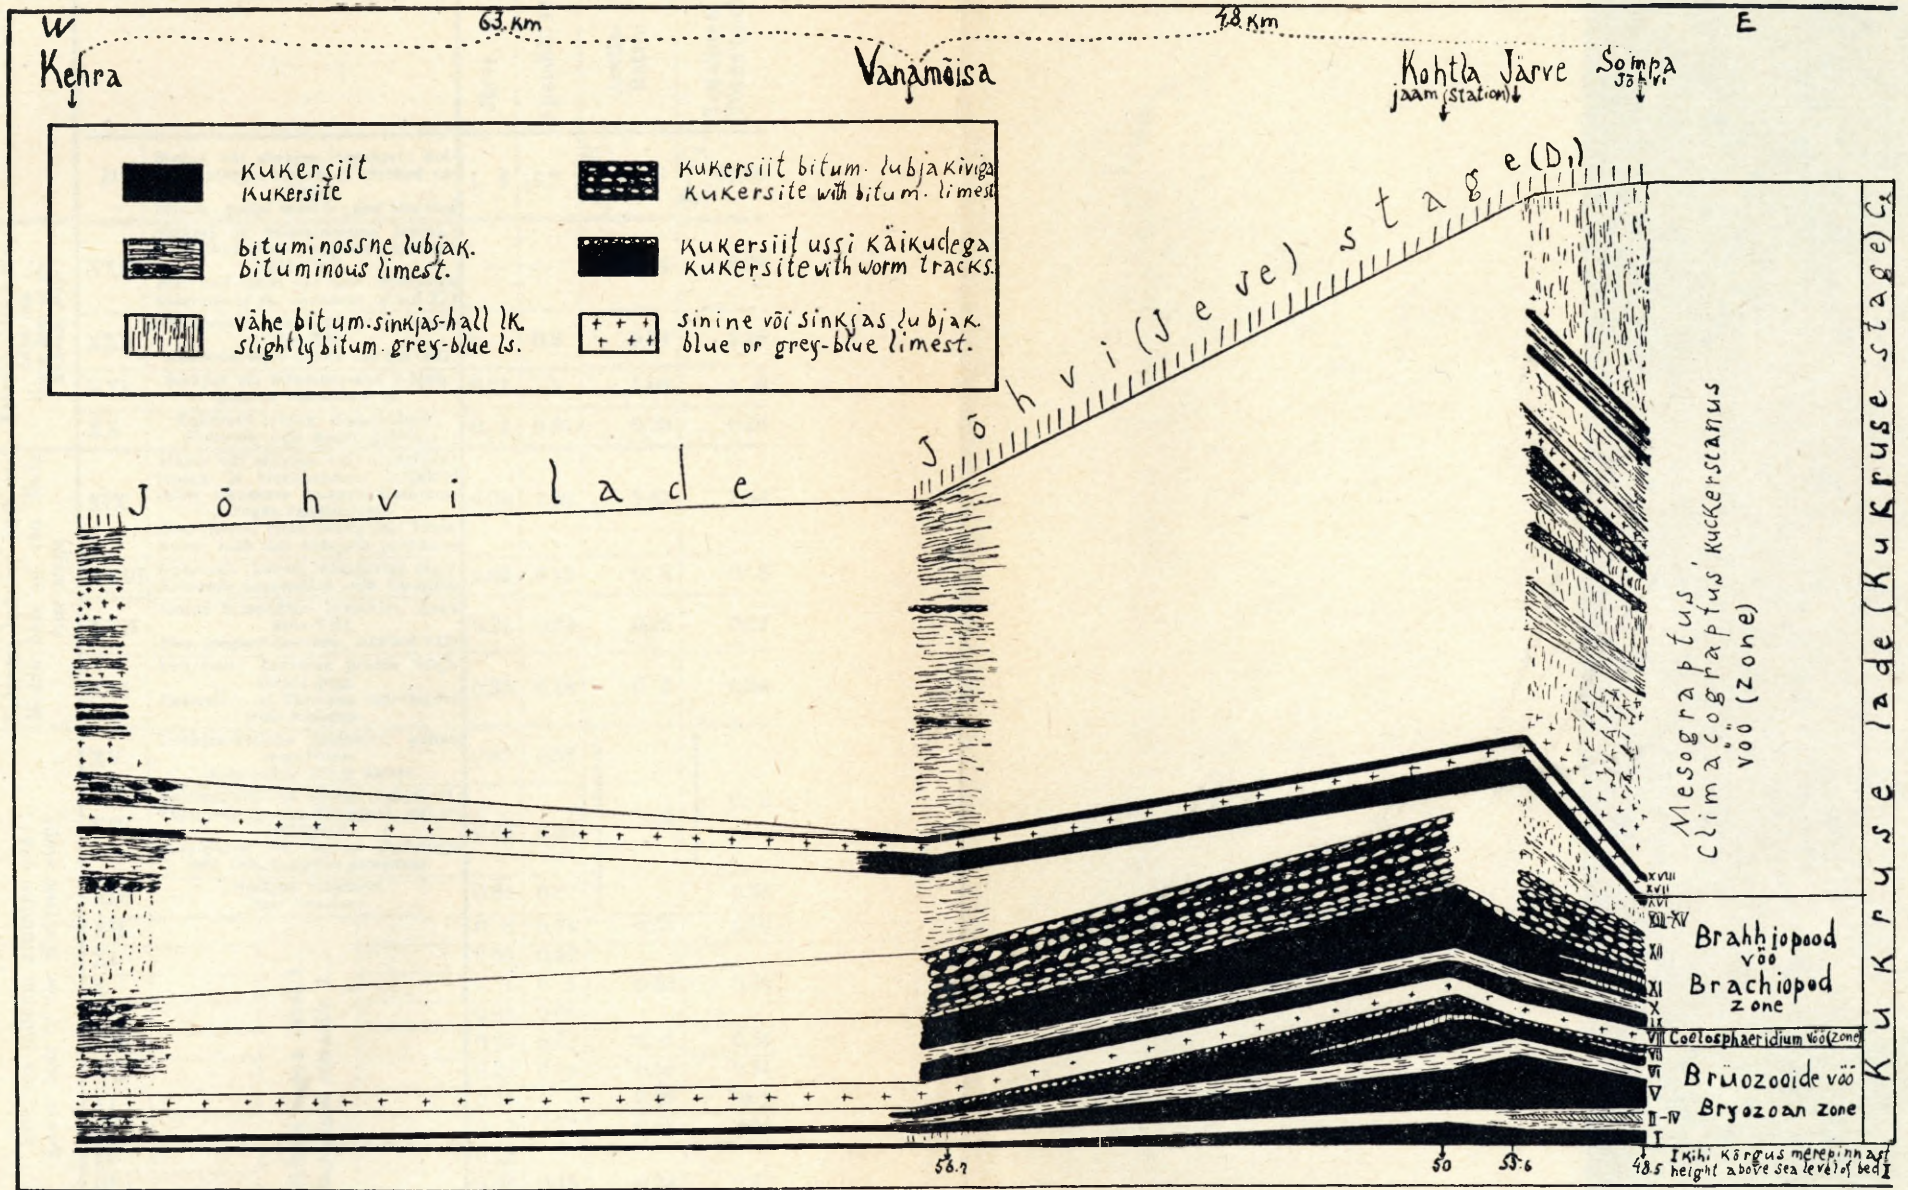 W
63. Km
48. Km
E
Kehra
Vanamõisa
Kohtla Järve
jaam (station)
Sompa
Jõhvi
Kukersiit
Kukersite
Kukersiit bitum. lubjakiviga
Kukersite with bitum. limest
bituminossne lubjak.
bituminous limest.
Kukersiit ussi Käikudega
Kukersite with worm tracks.
vähe bitum. sinkjas-hall lk.
slightly bitum. grey-blue ls.
sinine või sinkjas lubjak.
blue or grey-blue limest.
Jõhvi lade
Jõhvi (Jeve) stage (D₁)
Mesograptus
Climacograptus' kuckerscanus
vöö (zone)
Kukruse lade (Kukruse stage) C₂
XVIII
XVII
XVI
XIII-XV
XII
XI
X
IX
VIII
VII
VI
V
II-IV
I
Brahhiopood
vöö
Brachiopod
zone
Coelosphaeridium vöö (zone)
Brüozooide vöö
Bryozoan zone
56.7
50
55.6
48.5
I Kihi Kõrgus merepinnast
height above sea level of bed I